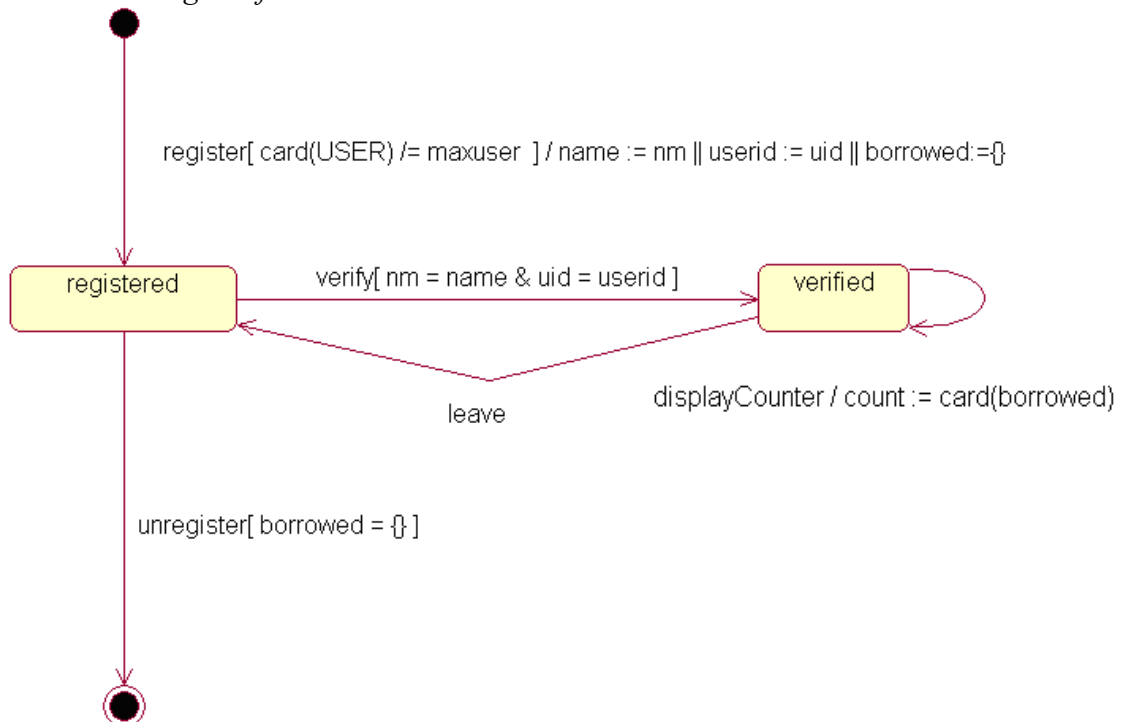 register[ card(USER) /= maxuser  ] / name := nm || userid := uid || borrowed:={}
registered
verify[ nm = name & uid = userid ]
verified
displayCounter / count := card(borrowed)
leave
unregister[ borrowed = {} ]